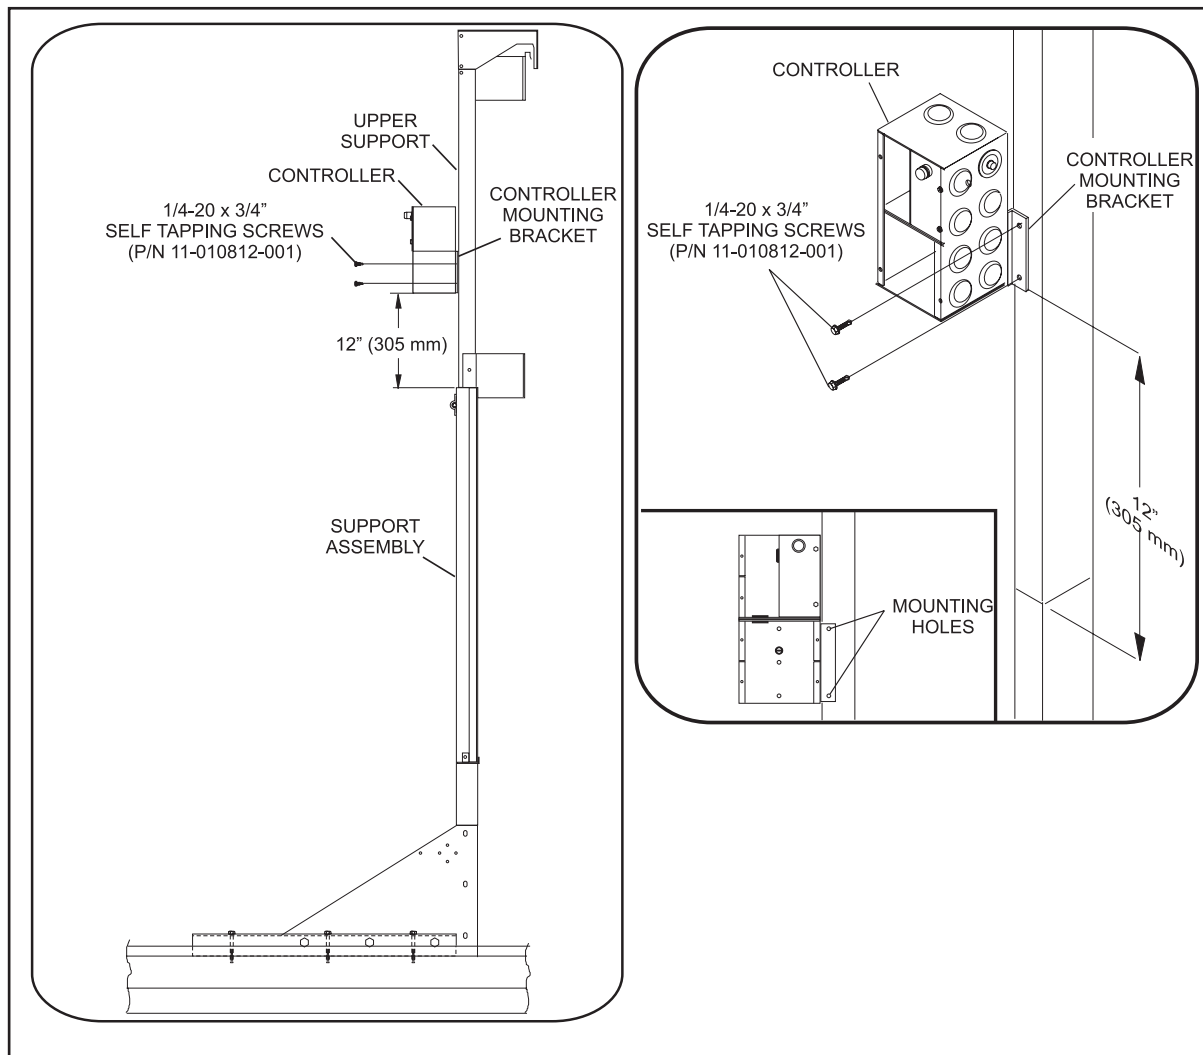 UPPER
SUPPORT
CONTROLLER
1/4-20 x 3/4”
SELF TAPPING SCREWS
(P/N 11-010812-001)
CONTROLLER
MOUNTING
BRACKET
12” (305 mm)
SUPPORT
ASSEMBLY
CONTROLLER
CONTROLLER
MOUNTING
BRACKET
1/4-20 x 3/4”
SELF TAPPING SCREWS
(P/N 11-010812-001)
12”
(305 mm)
MOUNTING
HOLES